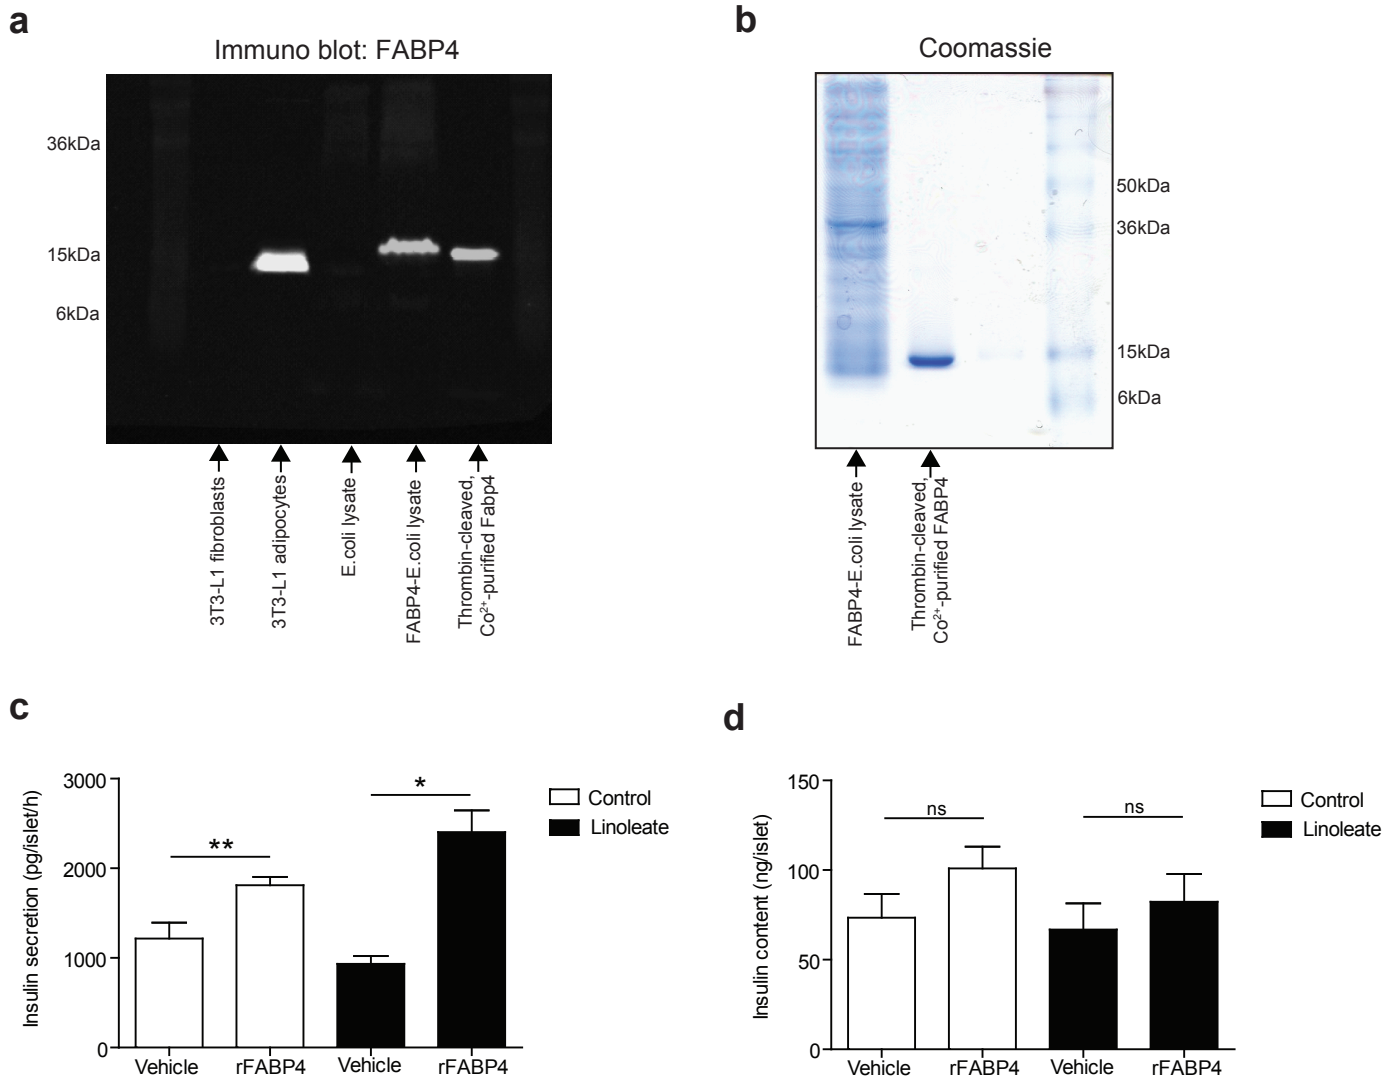 a
Immuno blot: FABP4
36kDa
15kDa
6kDa
3T3-L1 fibroblasts
3T3-L1 adipocytes
E.coli lysate
FABP4-E.coli lysate
Thrombin-cleaved,
Co²⁺-purified Fabp4
b
Coomassie
50kDa
36kDa
15kDa
6kDa
FABP4-E.coli lysate
Thrombin-cleaved,
Co²⁺-purified FABP4
c
Insulin secretion (pg/islet/h)
3000
2000
1000
0
**
*
Vehicle
rFABP4
Vehicle
rFABP4
Control
Linoleate
d
Insulin content (ng/islet)
150
100
50
0
ns
ns
Vehicle
rFABP4
Vehicle
rFABP4
Control
Linoleate